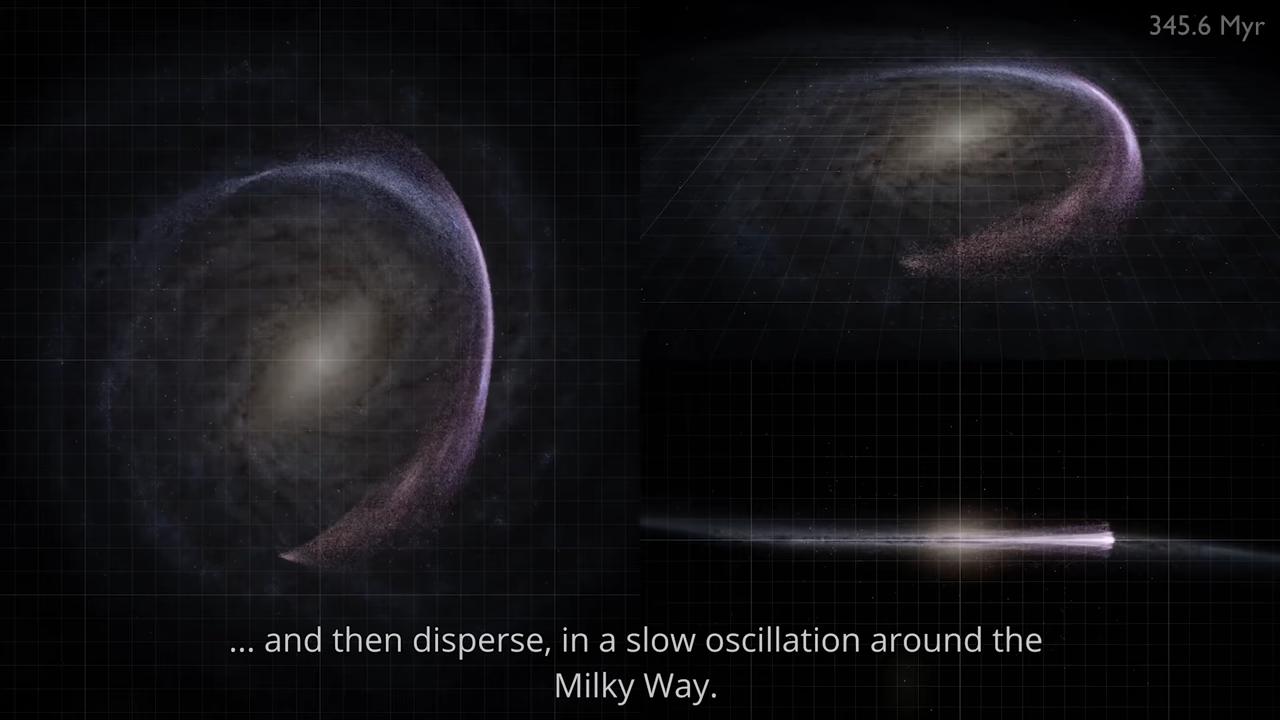 345.6 Myr
... and then disperse, in a slow oscillation around the
Milky Way.